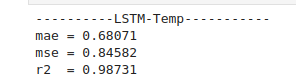 ----------LSTM-Temp-----------
mae = 0.68071
mse = 0.84582
r2  = 0.98731